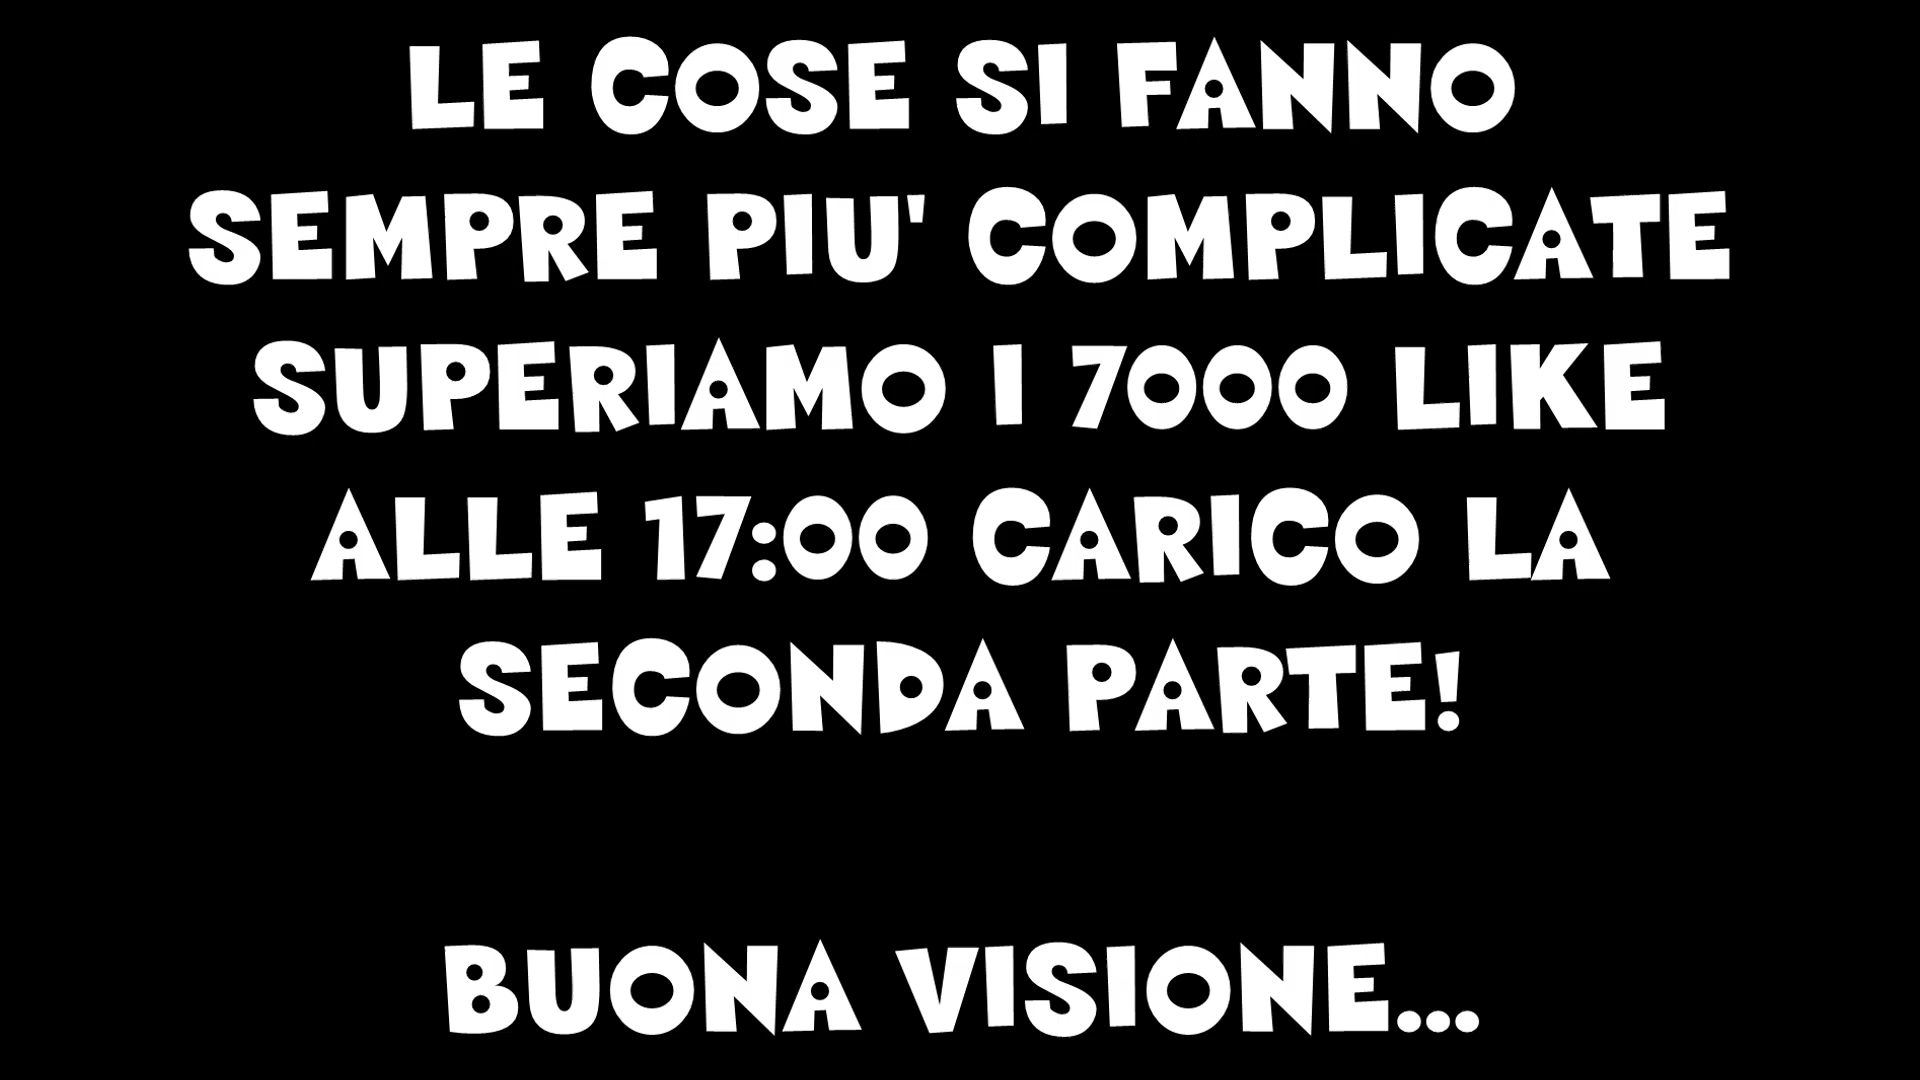 LE COSE SI FANNO
SEMPRE PIU' COMPLICATE
SUPERIAMO I 7000 LIKE
ALLE 17:00 CARICO LA
SECONDA PARTE!
BUONA VISIONE...